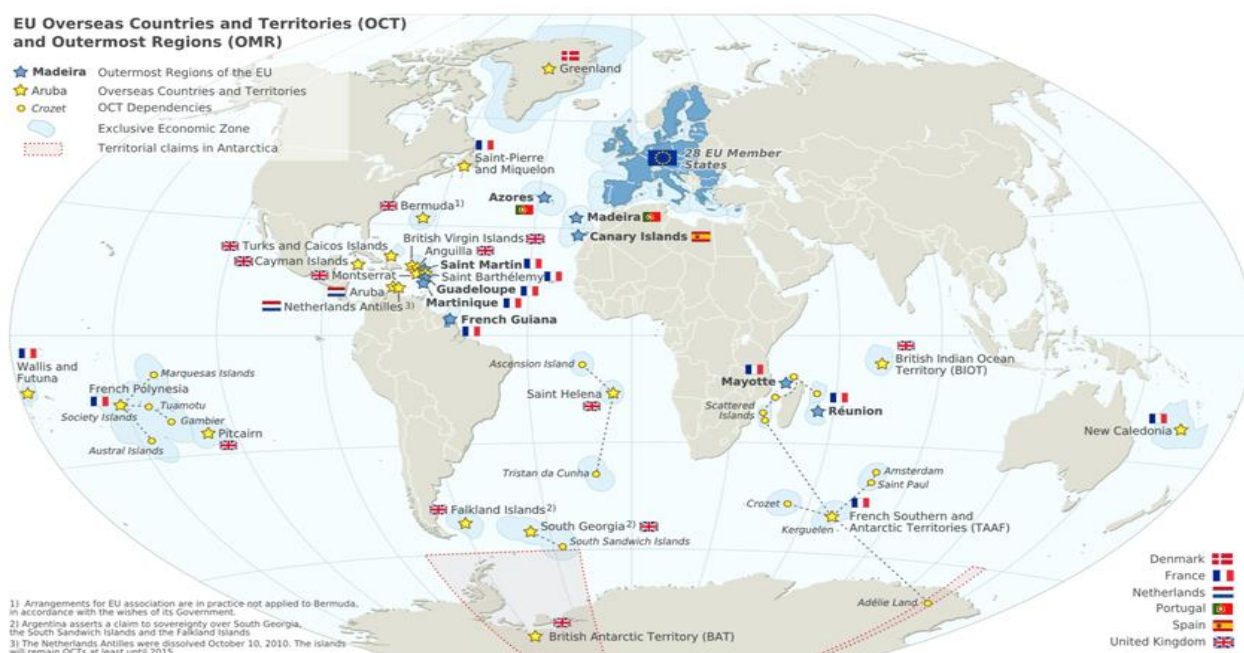 EU Overseas Countries and Territories (OCT)
and Outermost Regions (OMR)
Madeira Outermost Regions of the EU
Aruba Overseas Countries and Territories
Crozet OCT Dependencies
Exclusive Economic Zone
Territorial claims in Antarctica
Greenland
28 EU Member
States
Saint-Pierre
and Miquelon
Azores
Bermuda1)
Madeira
Canary Islands
Turks and Caicos Islands
British Virgin Islands
Anguilla
Cayman Islands
Saint Martin
Montserrat
Saint Barthélemy
Aruba
Guadeloupe
Netherlands Antilles3)
Martinique
French Guiana
Wallis and
Futuna
Marquesas Islands
French Polynesia
Society Islands
Tuamotu
Gambier
Austral Islands
Pitcairn
Ascension Island
Saint Helena
Tristan da Cunha
Mayotte
Scattered
Islands
Réunion
British Indian Ocean
Territory (BIOT)
New Caledonia
Amsterdam
Saint Paul
Crozet
Kerguelen
French Southern and
Antarctic Territories (TAAF)
Falkland Islands2)
South Georgia2)
South Sandwich Islands
Adélie Land
British Antarctic Territory (BAT)
Denmark
France
Netherlands
Portugal
Spain
United Kingdom
1) Arrangements for EU association are in practice not applied to Bermuda,
in accordance with the wishes of its Government.
2) Argentina asserts a claim to sovereignty over South Georgia,
the South Sandwich Islands and the Falkland Islands
3) The Netherlands Antilles were dissolved October 10, 2010. The islands
will remain OCTs at least until 2015.